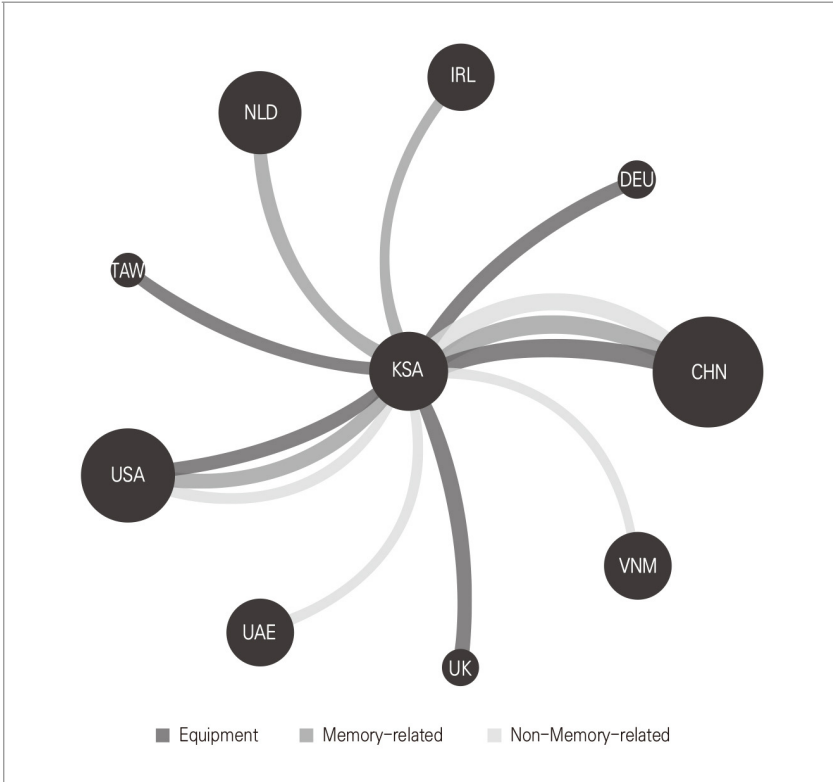 IRL
NLD
DEU
TAW
KSA
CHN
USA
VNM
UAE
UK
Equipment Memory-related Non-Memory-related